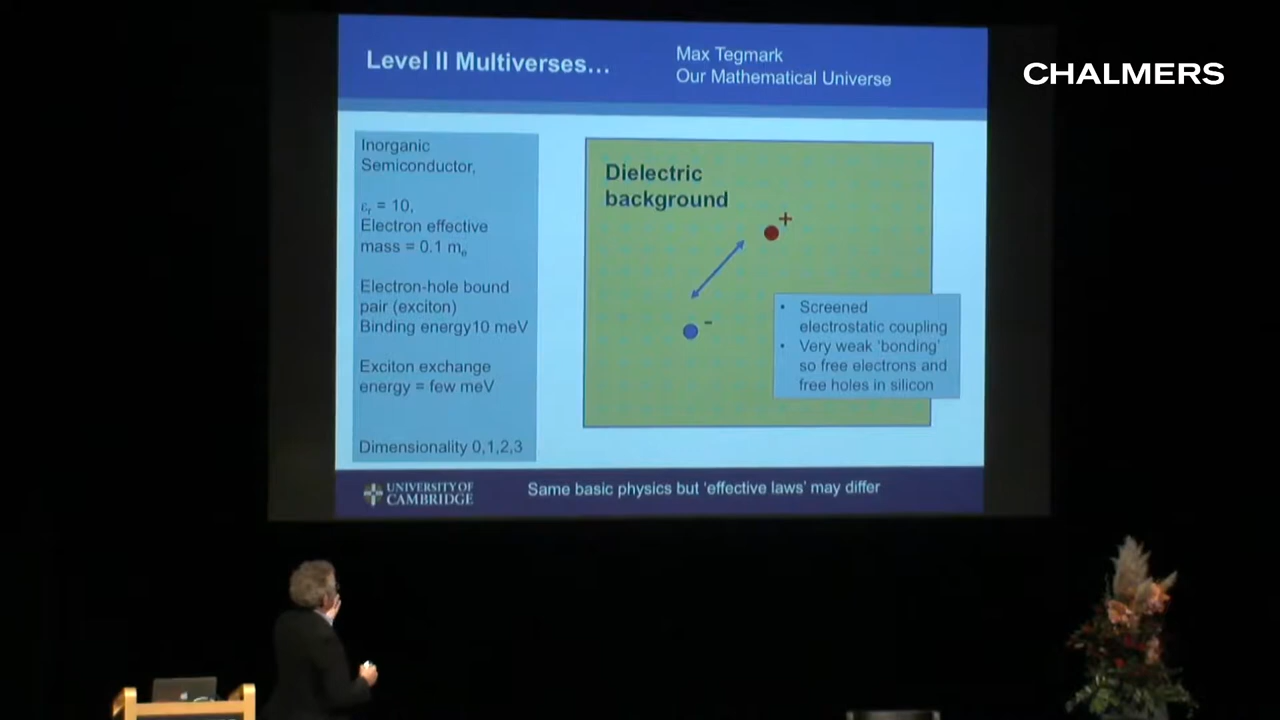 Level II Multiverses…
Max Tegmark
Our Mathematical Universe
CHALMERS
Inorganic
Semiconductor,
εr = 10,
Electron effective
mass = 0.1 me
Electron-hole bound
pair (exciton)
Binding energy10 meV
Exciton exchange
energy = few meV
Dimensionality 0,1,2,3
Dielectric
background
+
-
• Screened
electrostatic coupling
• Very weak ‘bonding’
so free electrons and
free holes in silicon
UNIVERSITY OF
CAMBRIDGE
Same basic physics but ‘effective laws’ may differ